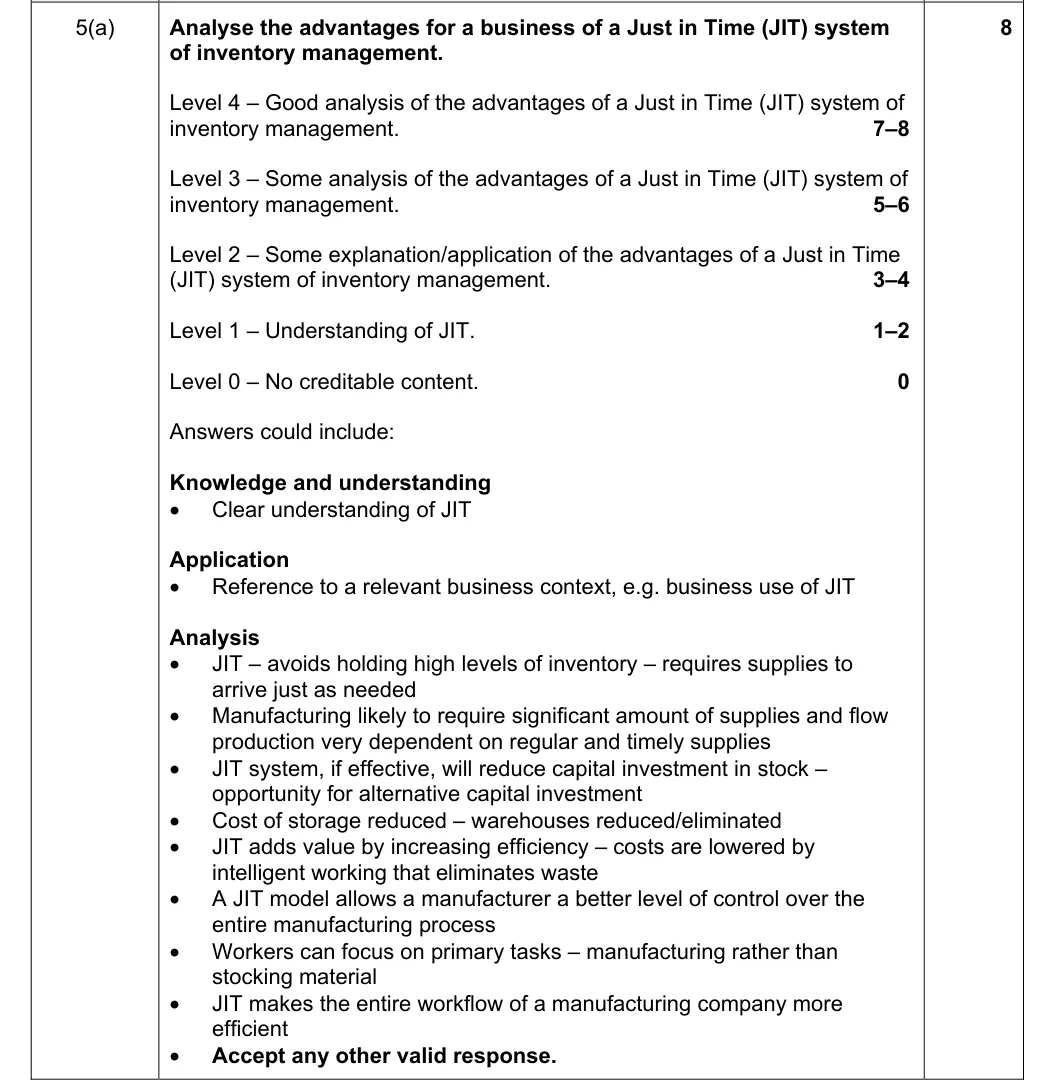 5(a) Analyse the advantages for a business of a Just in Time (JIT) system 8
of inventory management.
Level 4 – Good analysis of the advantages of a Just in Time (JIT) system of
inventory management. 7–8
Level 3 – Some analysis of the advantages of a Just in Time (JIT) system of
inventory management. 5–6
Level 2 – Some explanation/application of the advantages of a Just in Time
(JIT) system of inventory management. 3–4
Level 1 – Understanding of JIT. 1–2
Level 0 – No creditable content. 0
Answers could include:
Knowledge and understanding
• Clear understanding of JIT
Application
• Reference to a relevant business context, e.g. business use of JIT
Analysis
• JIT – avoids holding high levels of inventory – requires supplies to
arrive just as needed
• Manufacturing likely to require significant amount of supplies and flow
production very dependent on regular and timely supplies
• JIT system, if effective, will reduce capital investment in stock –
opportunity for alternative capital investment
• Cost of storage reduced – warehouses reduced/eliminated
• JIT adds value by increasing efficiency – costs are lowered by
intelligent working that eliminates waste
• A JIT model allows a manufacturer a better level of control over the
entire manufacturing process
• Workers can focus on primary tasks – manufacturing rather than
stocking material
• JIT makes the entire workflow of a manufacturing company more
efficient
• Accept any other valid response.